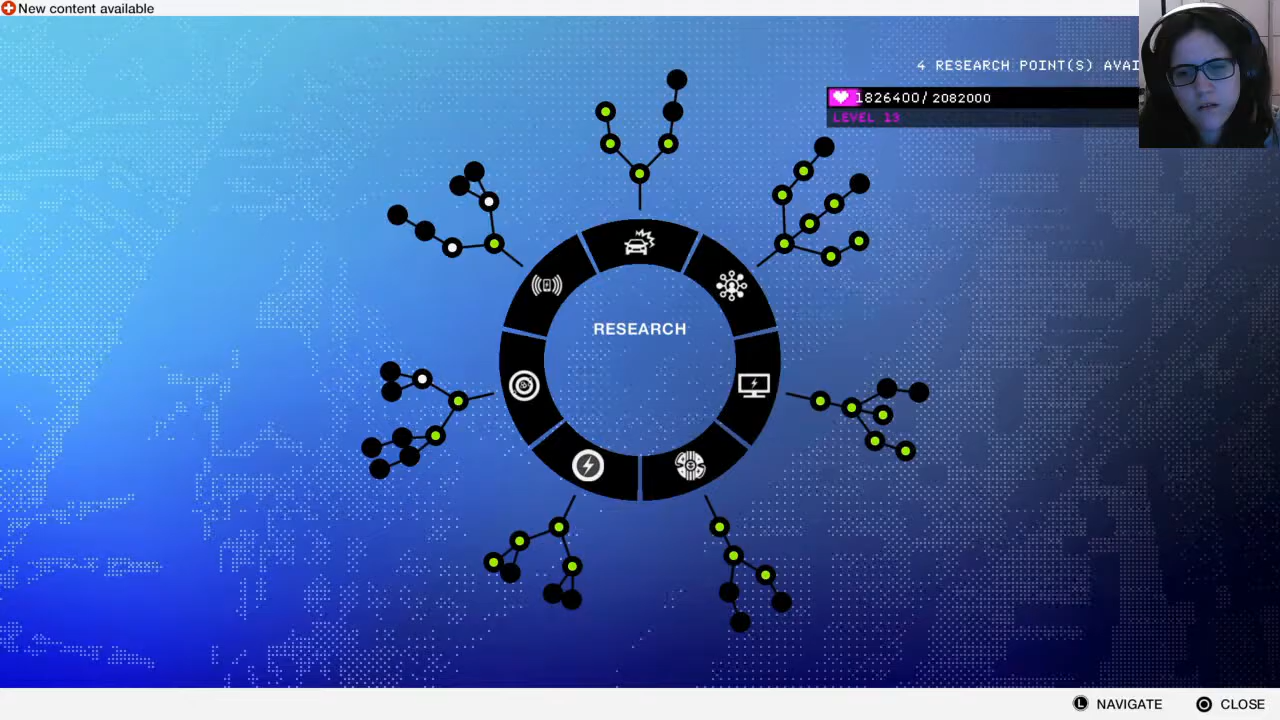 New content available
4 RESEARCH POINT(S) AVAI
1826400/2082000
LEVEL 13
RESEARCH
L NAVIGATE
CLOSE